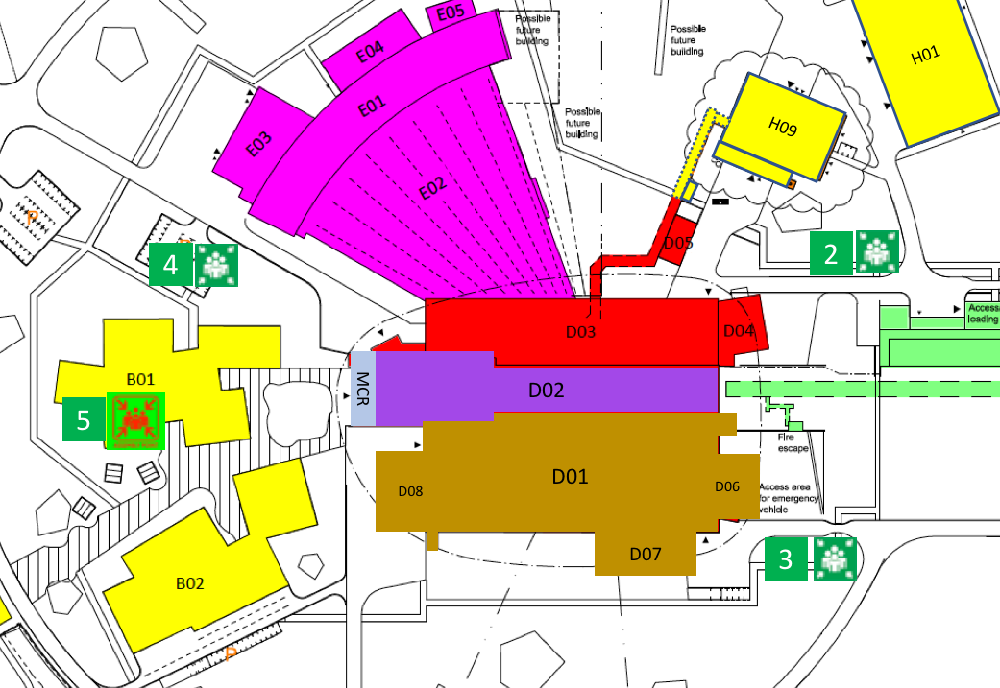 E05
Possible
future
building
Possible
future
building
E04
H01
E01
Possible
future
building
H09
E03
E02
P
D05
2
4
P
Access
loading
D03
D04
MCR
B01
D02
5
Fire
escape
D01
D08
D06
Access area
for emergency
vehicle
D07
3
B02
P